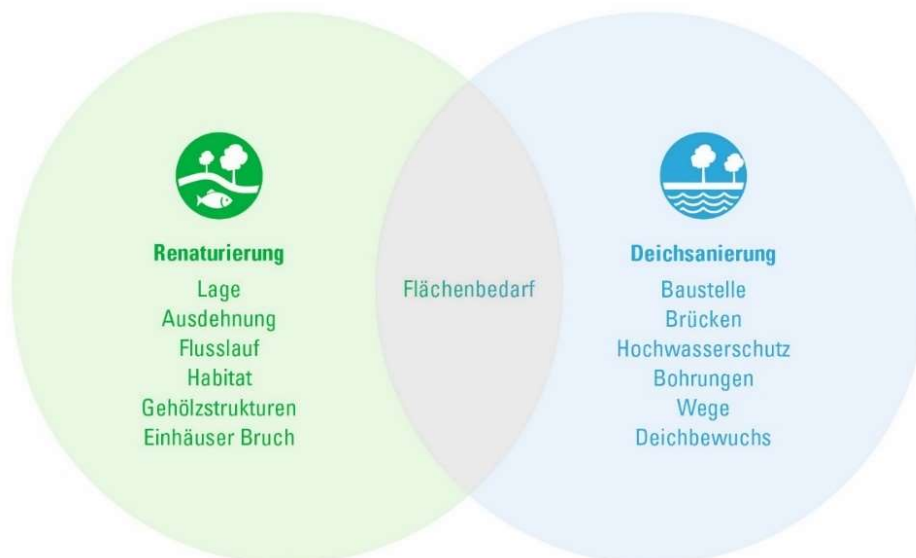 Renaturierung
Lage
Ausdehnung
Flusslauf
Habitat
Gehölzstrukturen
Einhäuser Bruch
Flächenbedarf
Deichsanierung
Baustelle
Brücken
Hochwasserschutz
Bohrungen
Wege
Deichbewuchs